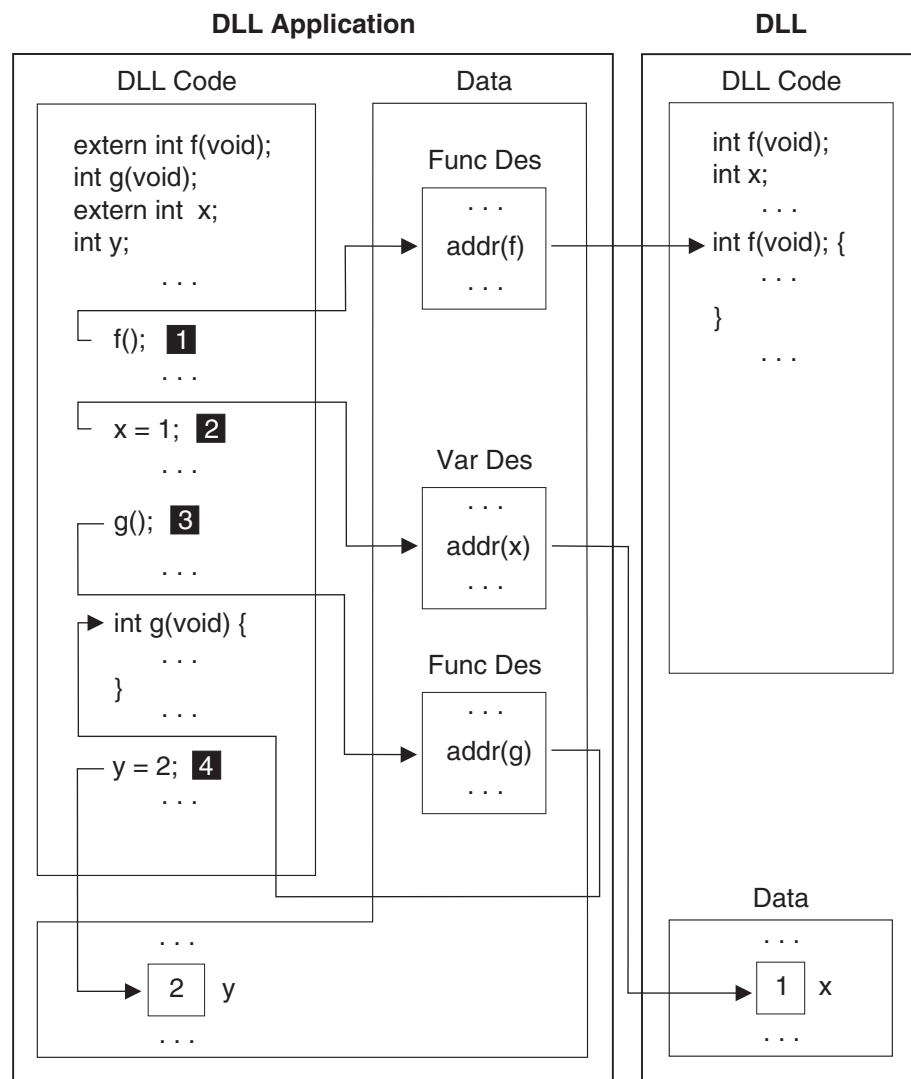 DLL Application
DLL Code
extern int f(void);
int g(void);
extern int x;
int y;
. . .
f(); 1
. . .
x = 1; 2
. . .
g(); 3
. . .
int g(void) {
. . .
}
. . .
y = 2; 4
. . .
Data
Func Des
. . .
addr(f)
. . .
Var Des
. . .
addr(x)
. . .
Func Des
. . .
addr(g)
. . .
. . .
2 y
. . .
DLL
DLL Code
int f(void);
int x;
. . .
int f(void); {
. . .
}
. . .
Data
. . .
1 x
. . .